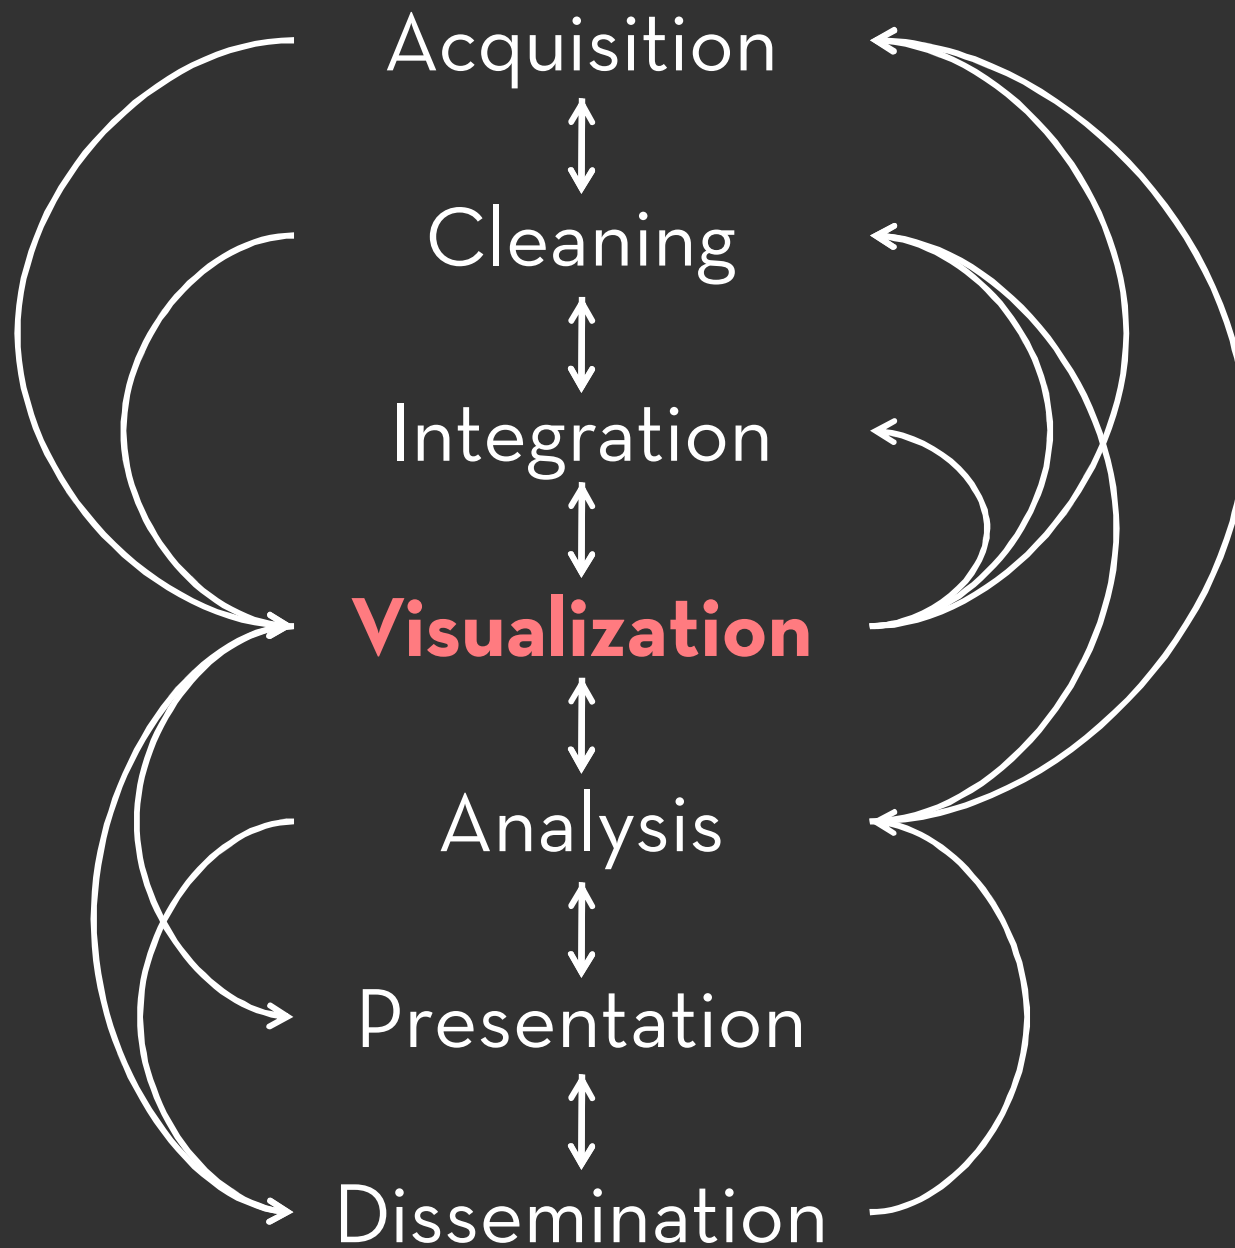 Acquisition
Cleaning
Integration
Visualization
Analysis
Presentation
Dissemination